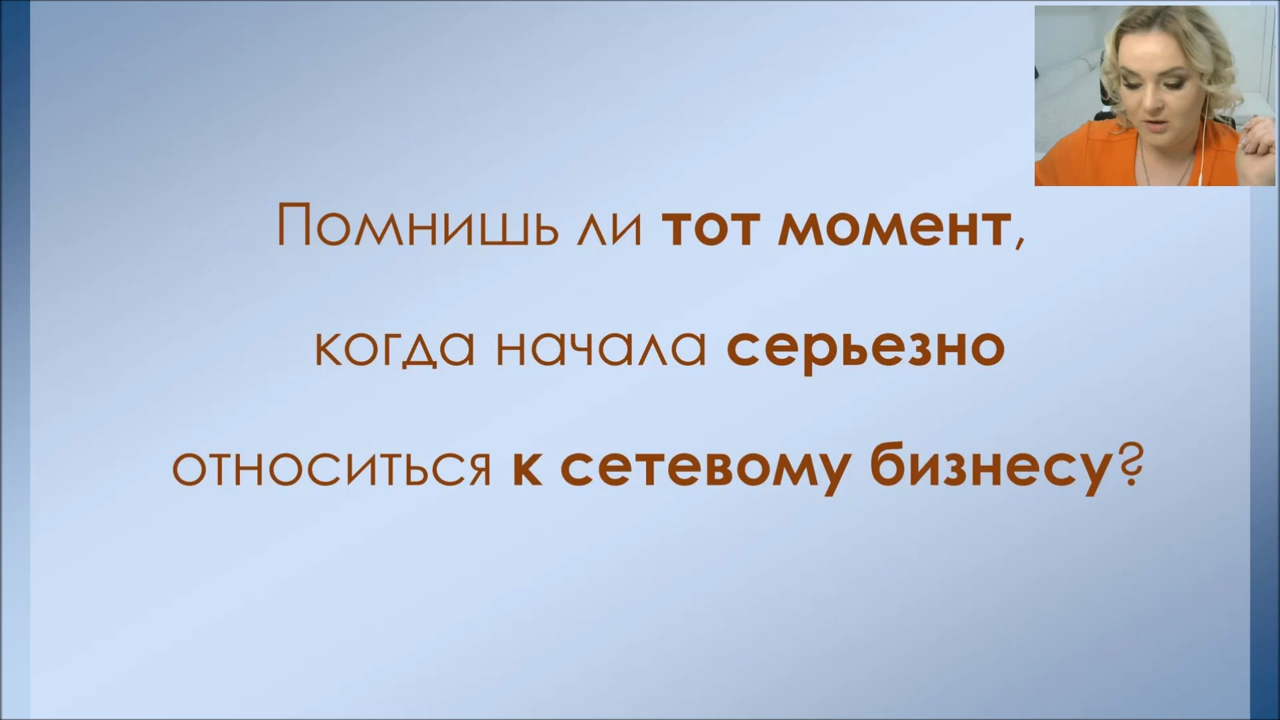 Помнишь ли тот момент,
когда начала серьезно
относиться к сетевому бизнесу?